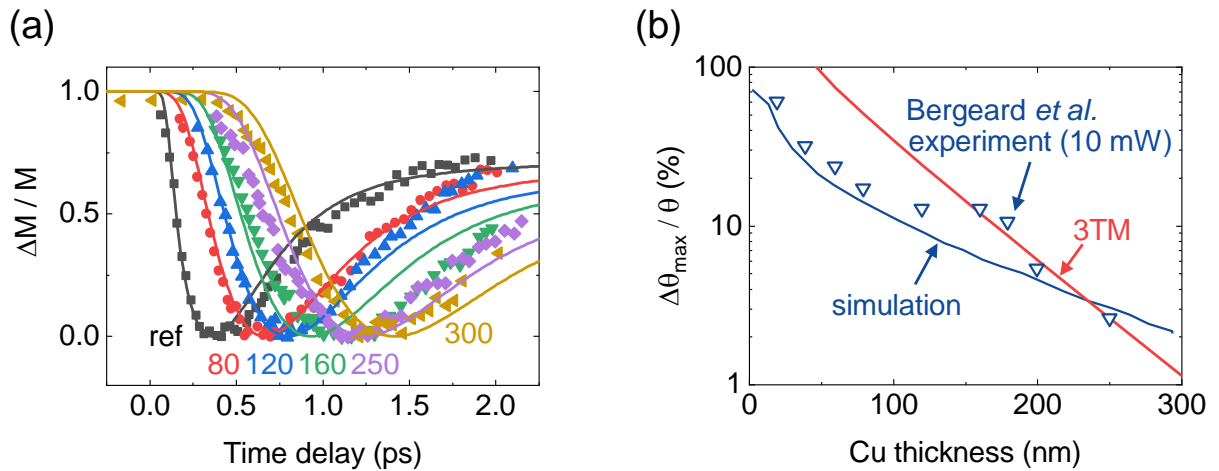 (a)
ΔM / M
1.0
0.5
0.0
ref
80
120
160
250
300
0.0 0.5 1.0 1.5 2.0
Time delay (ps)
(b)
Δθmax / θ (%)
100
10
1
Bergeard et al.
experiment (10 mW)
3TM
simulation
0 100 200 300
Cu thickness (nm)